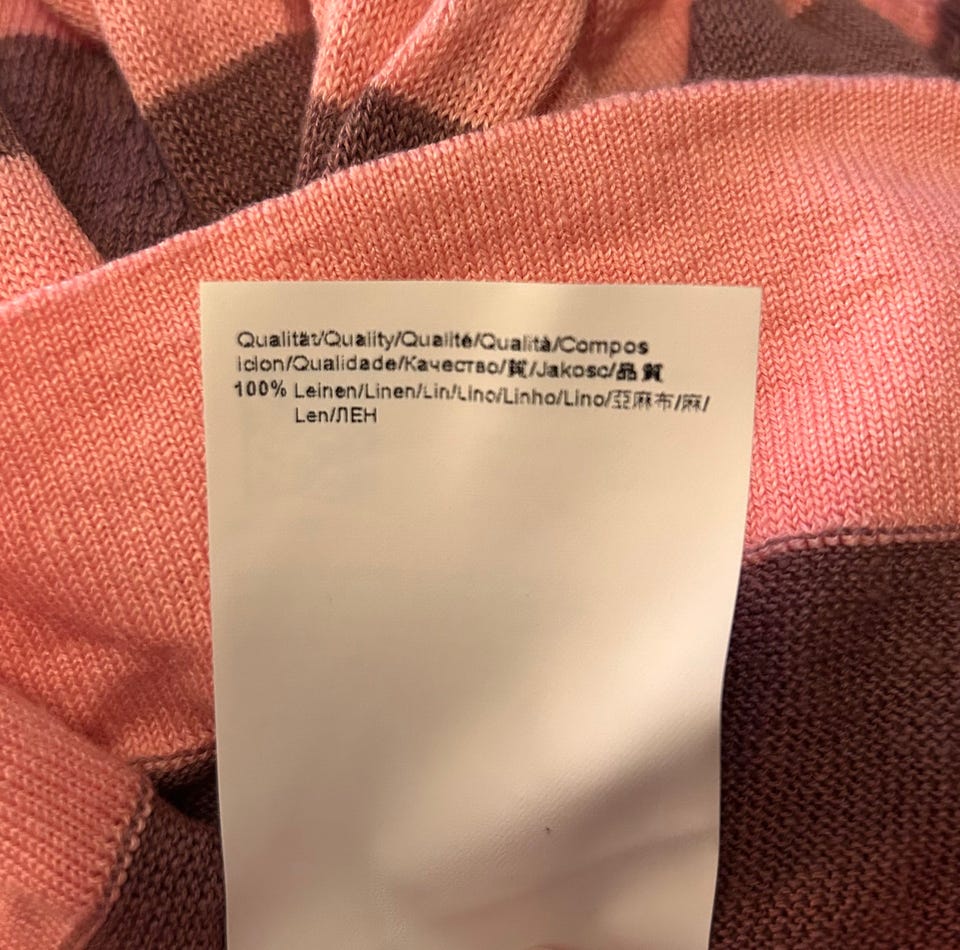 Qualität/Quality/Qualité/Qualità/Compos
icion/Qualidade/Качество/質/Jakosc/品質
100% Leinen/Linen/Lin/Lino/Linho/Lino/亞麻布/麻/
Len/ЛЕН